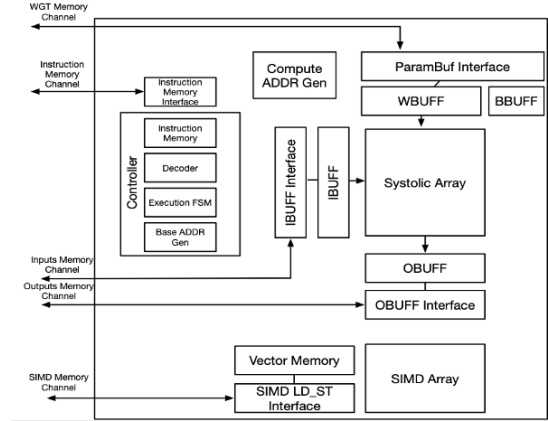 WGT Memory
Channel
Instruction
Memory
Channel
Instruction
Memory
Interface
Compute
ADDR Gen
ParamBuf Interface
WBUFF
BBUFF
Controller
Instruction
Memory
Decoder
Execution FSM
Base ADDR
Gen
IBUFF Interface
IBUFF
Systolic Array
Inputs Memory
Channel
Outputs Memory
Channel
OBUFF
OBUFF Interface
Vector Memory
SIMD LD_ST
Interface
SIMD Array
SIMD Memory
Channel